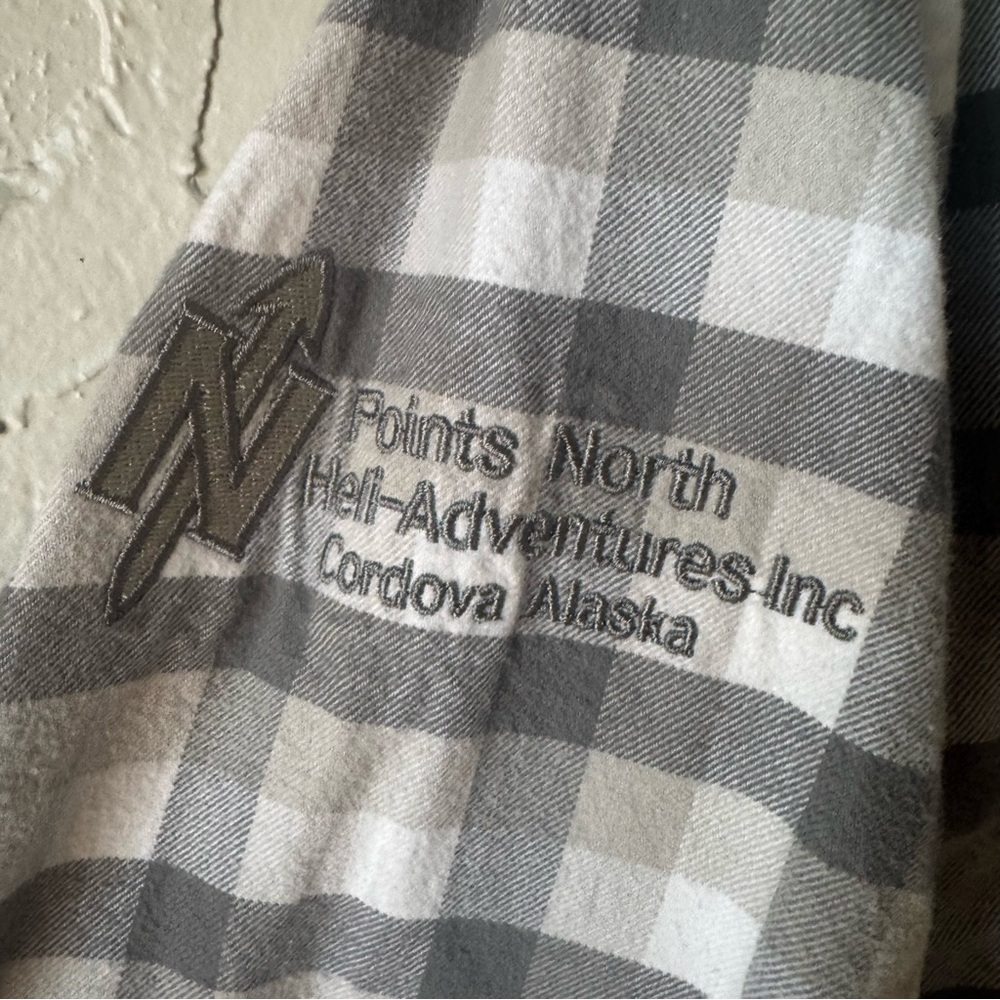 N
Points North
Heli-Adventures Inc
Cordova Alaska